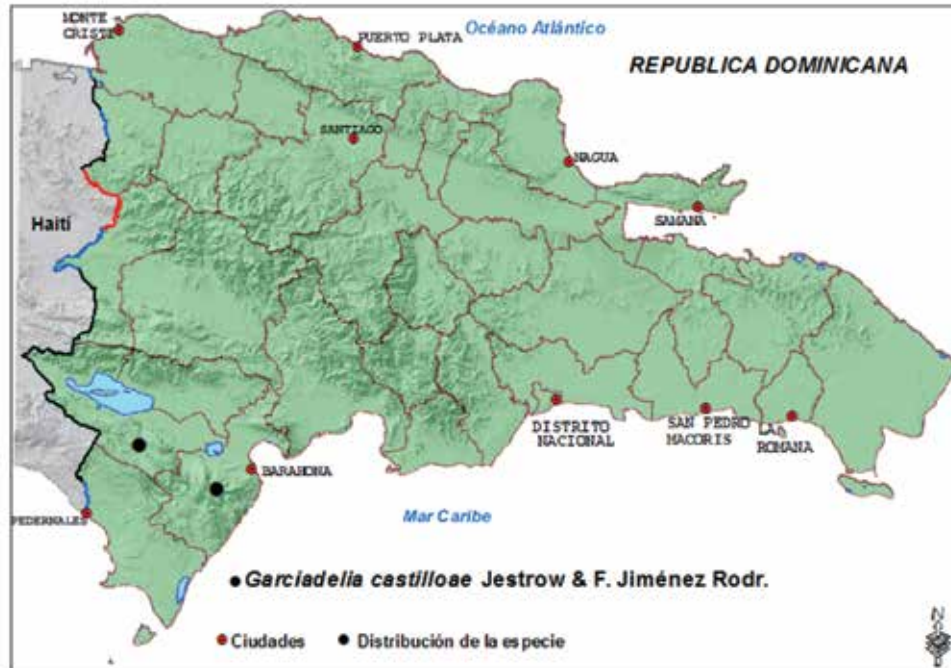 MONTE
CRISTI
Océano Atlántico
PUERTO PLATA
REPUBLICA DOMINICANA
SANTIAGO
NAGUA
SAMANA
Haití
DISTRITO
NACIONAL
SAN PEDRO
MACORIS
LA
ROMANA
BARAHONA
PEDERNALES
Mar Caribe
Garciadelia castilloae Jestrow & F. Jiménez Rodr.
Ciudades
Distribución de la especie